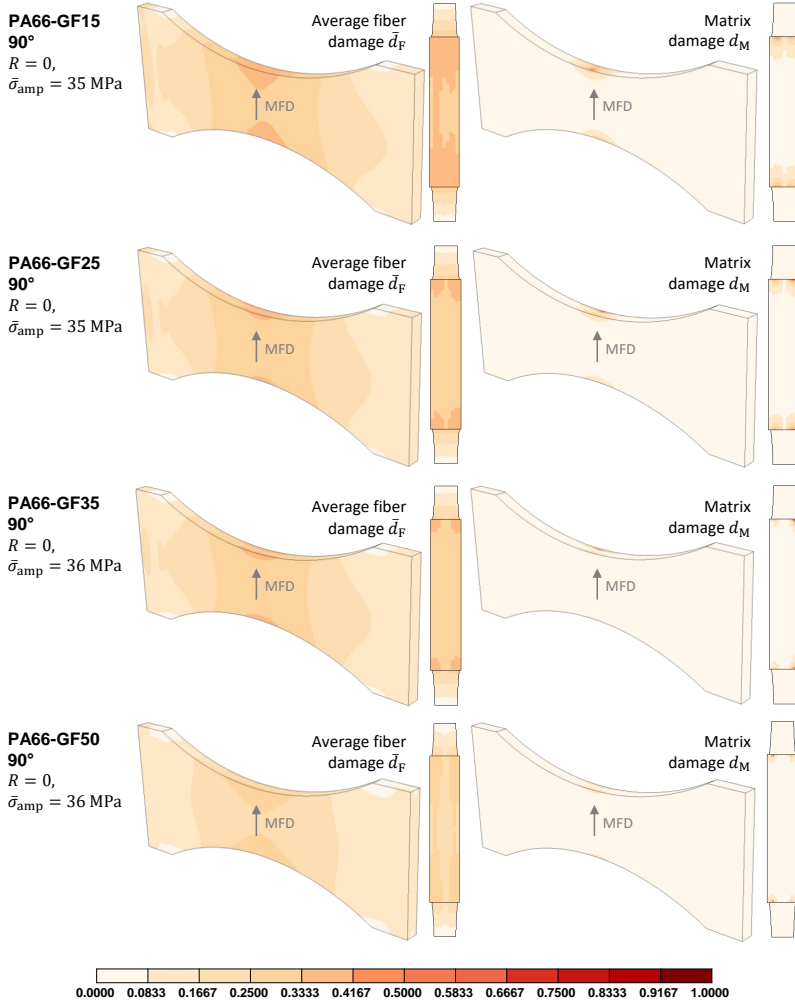 PA66-GF15
90°
R = 0,
σ̄amp = 35 MPa
Average fiber
damage d̄F
MFD
Matrix
damage dM
MFD
PA66-GF25
90°
R = 0,
σ̄amp = 35 MPa
Average fiber
damage d̄F
MFD
Matrix
damage dM
MFD
PA66-GF35
90°
R = 0,
σ̄amp = 36 MPa
Average fiber
damage d̄F
MFD
Matrix
damage dM
MFD
PA66-GF50
90°
R = 0,
σ̄amp = 36 MPa
Average fiber
damage d̄F
MFD
Matrix
damage dM
MFD
0.0000 0.0833 0.1667 0.2500 0.3333 0.4167 0.5000 0.5833 0.6667 0.7500 0.8333 0.9167 1.0000